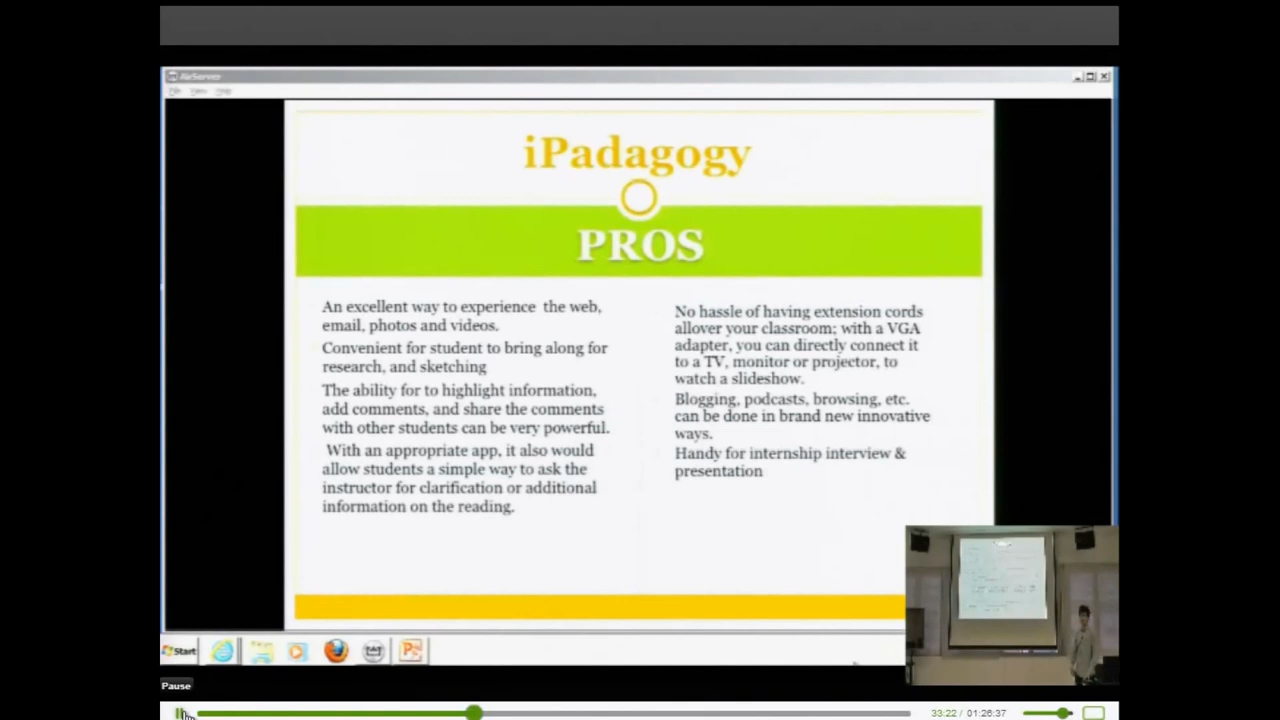 AirServer
File View Help
iPadagogy
PROS
An excellent way to experience the web,
email, photos and videos.
Convenient for student to bring along for
research, and sketching
The ability for to highlight information,
add comments, and share the comments
with other students can be very powerful.
With an appropriate app, it also would
allow students a simple way to ask the
instructor for clarification or additional
information on the reading.
No hassle of having extension cords
allover your classroom; with a VGA
adapter, you can directly connect it
to a TV, monitor or projector, to
watch a slideshow.
Blogging, podcasts, browsing, etc.
can be done in brand new innovative
ways.
Handy for internship interview &
presentation
Start
Pause
33:22 / 01:26:37